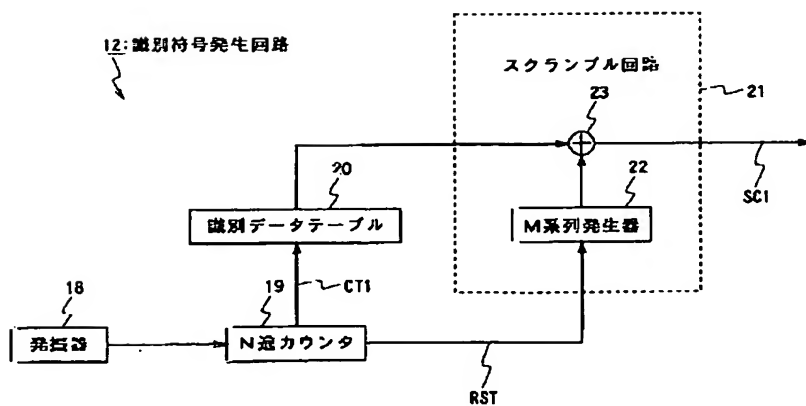 12:識別符号発生回路
スクランブル回路
23
21
20
22
SC1
識別データテーブル
M系列発生器
18
19
CT1
発振器
N進カウンタ
RST